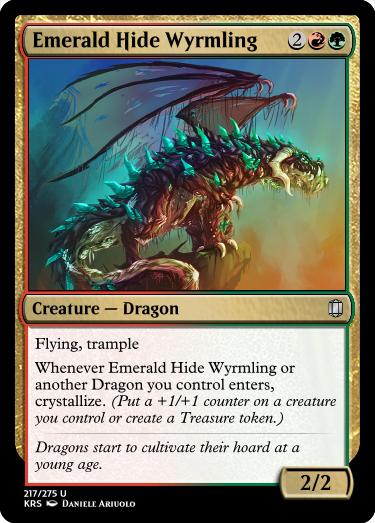 Emerald Hide Wyrmling 2
Creature — Dragon
Flying, trample
Whenever Emerald Hide Wyrmling or
another Dragon you control enters,
crystallize. (Put a +1/+1 counter on a creature
you control or create a Treasure token.)
Dragons start to cultivate their hoard at a
young age.
2/2
217/275 U
KRS Daniele Ariuolo